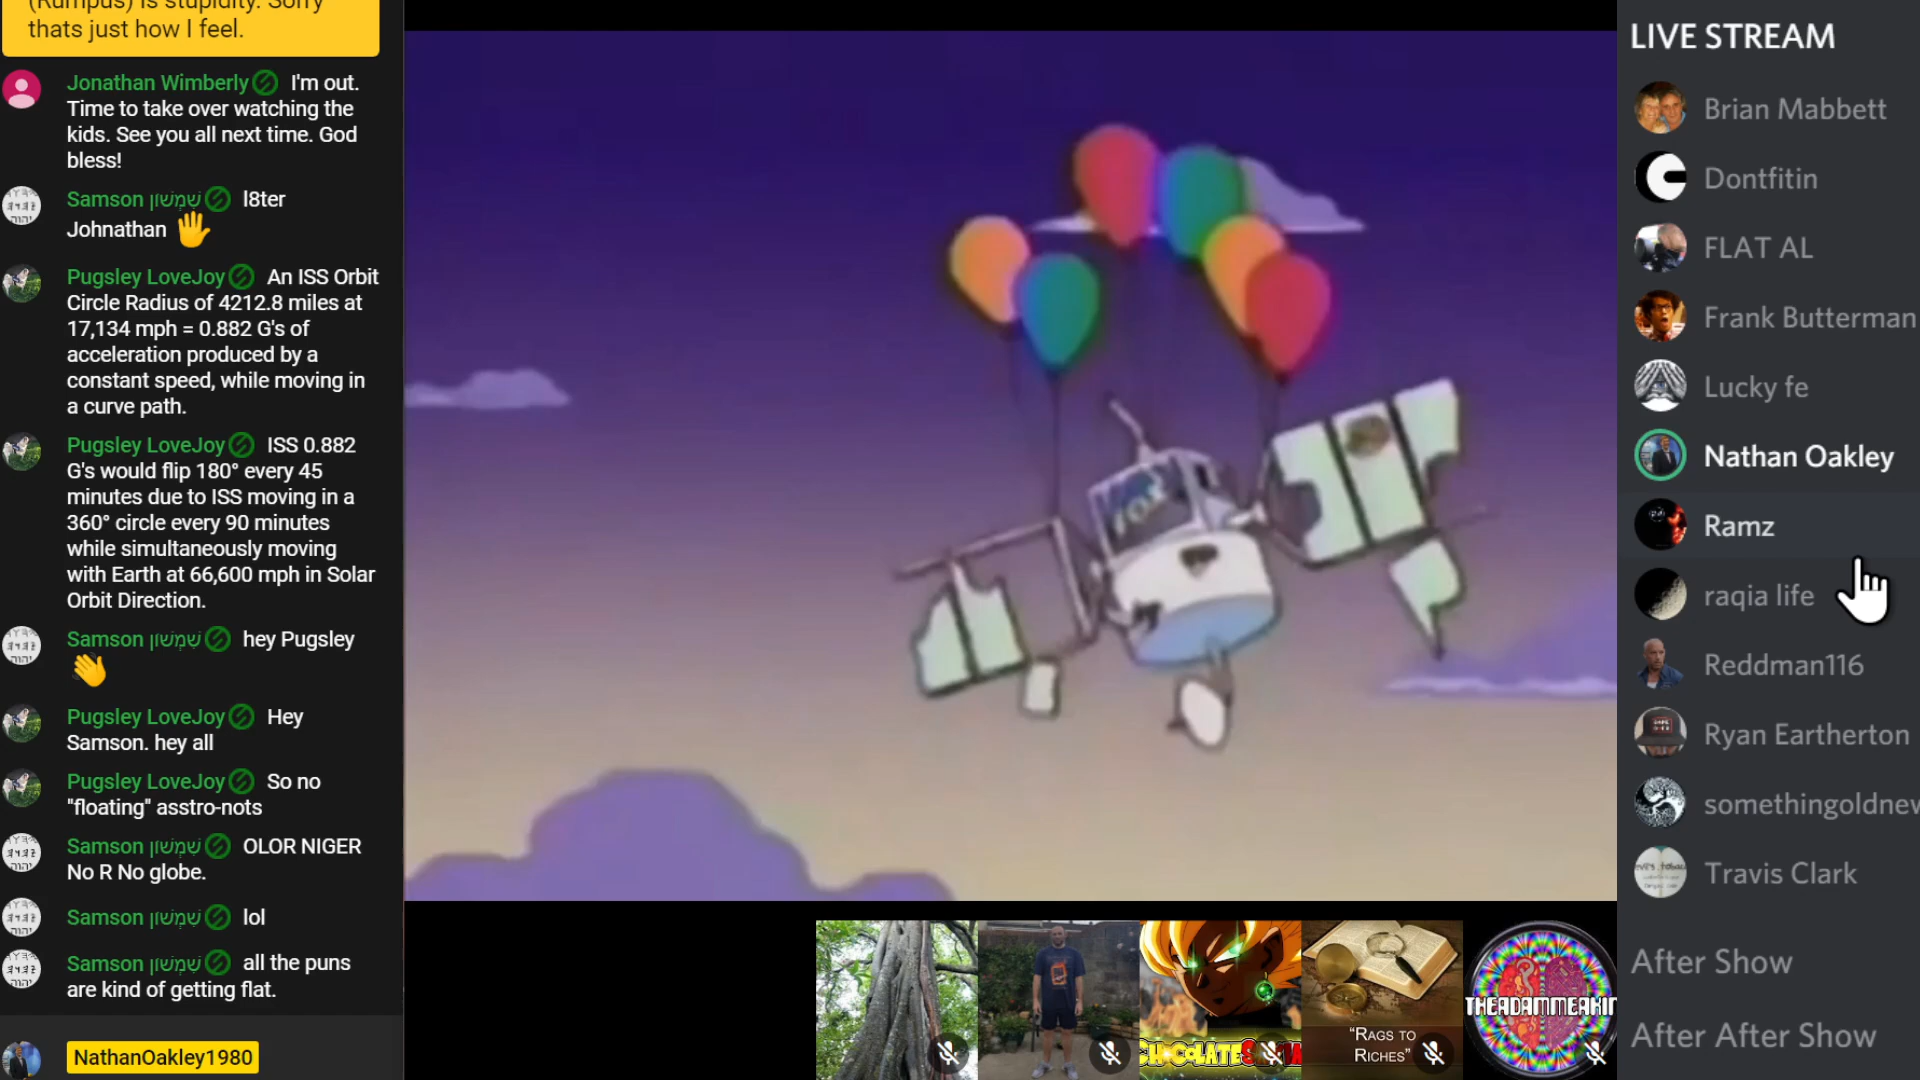 (Rumpus) is stupidity. Sorry
thats just how I feel.
Jonathan Wimberly I'm out.
Time to take over watching the
kids. See you all next time. God
bless!
Samson שִׁמְשׁוֹן| l8ter
Johnathan 🖐
Pugsley LoveJoy An ISS Orbit
Circle Radius of 4212.8 miles at
17,134 mph = 0.882 G's of
acceleration produced by a
constant speed, while moving in
a curve path.
Pugsley LoveJoy ISS 0.882
G's would flip 180° every 45
minutes due to ISS moving in a
360° circle every 90 minutes
while simultaneously moving
with Earth at 66,600 mph in Solar
Orbit Direction.
Samson שִׁמְשׁוֹן| hey Pugsley
👋
Pugsley LoveJoy Hey
Samson. hey all
Pugsley LoveJoy So no
"floating" asstro-nots
Samson שִׁמְשׁוֹן| OLOR NIGER
No R No globe.
Samson שִׁמְשׁוֹן| lol
Samson שִׁמְשׁוֹן| all the puns
are kind of getting flat.
NathanOakley1980
FOX
"RAGS TO
RICHES"
THEADAMMEAKIN
LIVE STREAM
Brian Mabbett
Dontfitin
FLAT AL
Frank Butterman
Lucky fe
Nathan Oakley
Ramz
raqia life
Reddman116
Ryan Eartherton
somethingoldnew
Travis Clark
After Show
After After Show